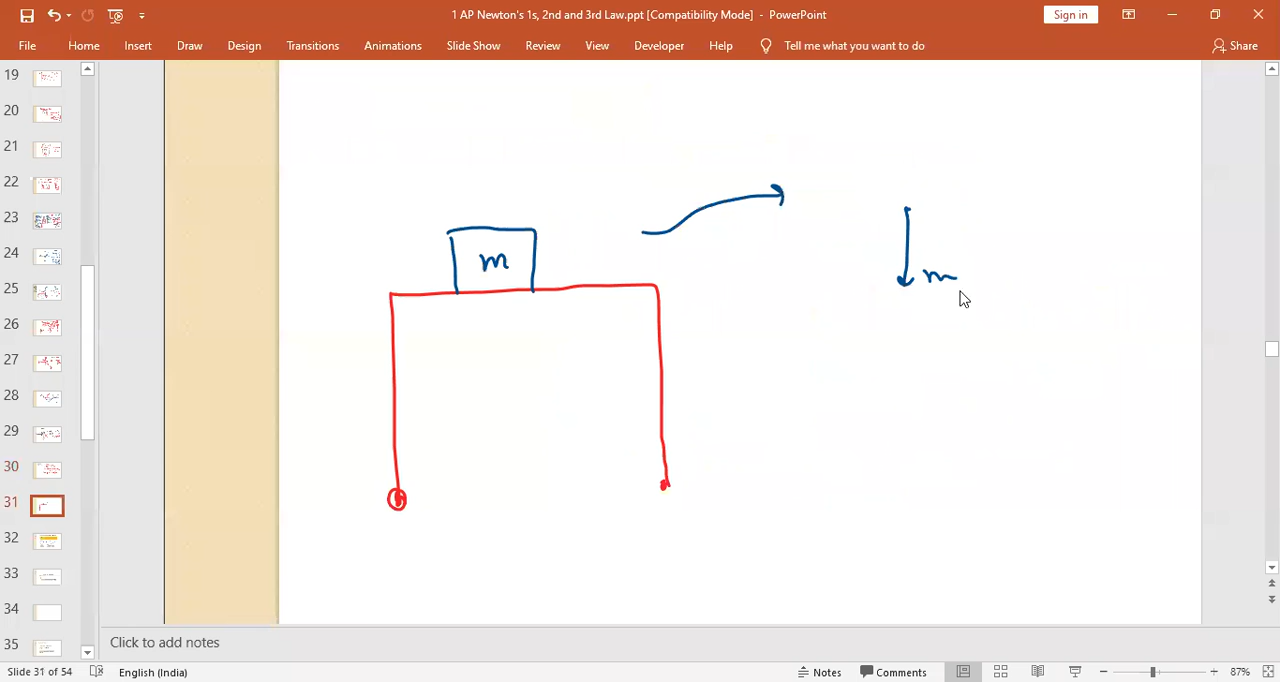 1 AP Newton's 1s, 2nd and 3rd Law.ppt [Compatibility Mode] - PowerPoint
Sign in
File Home Insert Draw Design Transitions Animations Slide Show Review View Developer Help Tell me what you want to do Share
19
20
21
22
23
24
25
26
27
28
29
30
31
32
33
34
35
m
m
Click to add notes
Slide 31 of 54 English (India) Notes Comments 87%